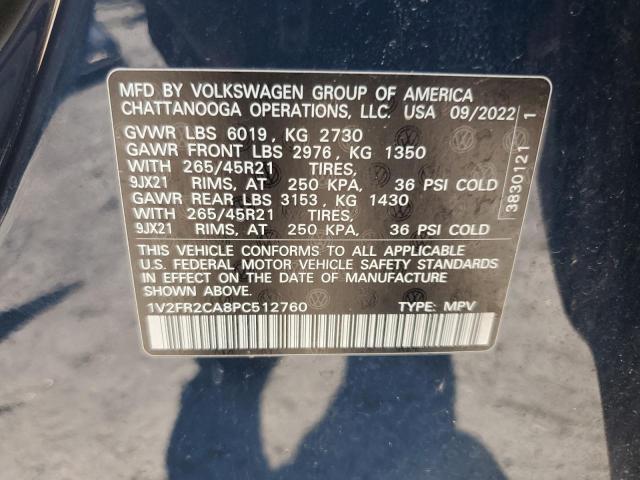 MFD BY VOLKSWAGEN GROUP OF AMERICA
CHATTANOOGA OPERATIONS, LLC. USA 09/2022
GVWR LBS 6019, KG 2730
GAWR FRONT LBS 2976, KG 1350
WITH 265/45R21 TIRES,
9JX21 RIMS, AT 250 KPA, 36 PSI COLD
GAWR REAR LBS 3153, KG 1430
WITH 265/45R21 TIRES,
9JX21 RIMS, AT 250 KPA, 36 PSI COLD
THIS VEHICLE CONFORMS TO ALL APPLICABLE
U.S. FEDERAL MOTOR VEHICLE SAFETY STANDARDS
IN EFFECT ON THE DATE OF MANUFACTURE
SHOWN ABOVE.
1V2FR2CA8PC512760 TYPE: MPV
3830121 1